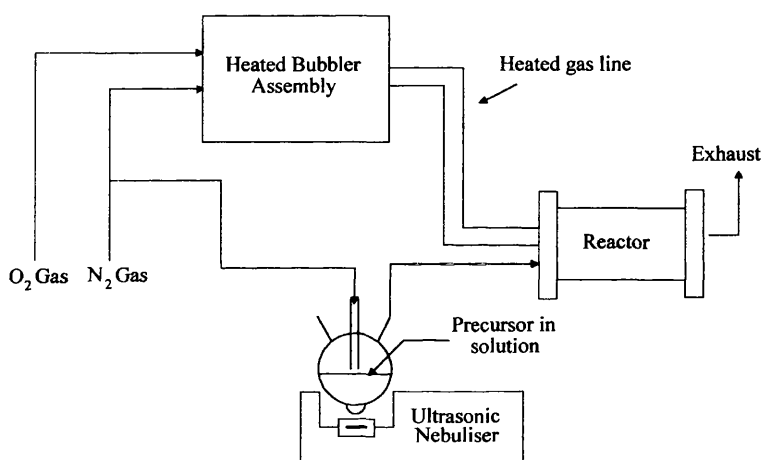 Heated Bubbler
Assembly
Heated gas line
Exhaust
Reactor
O2 Gas
N2 Gas
Precursor in
solution
Ultrasonic
Nebuliser